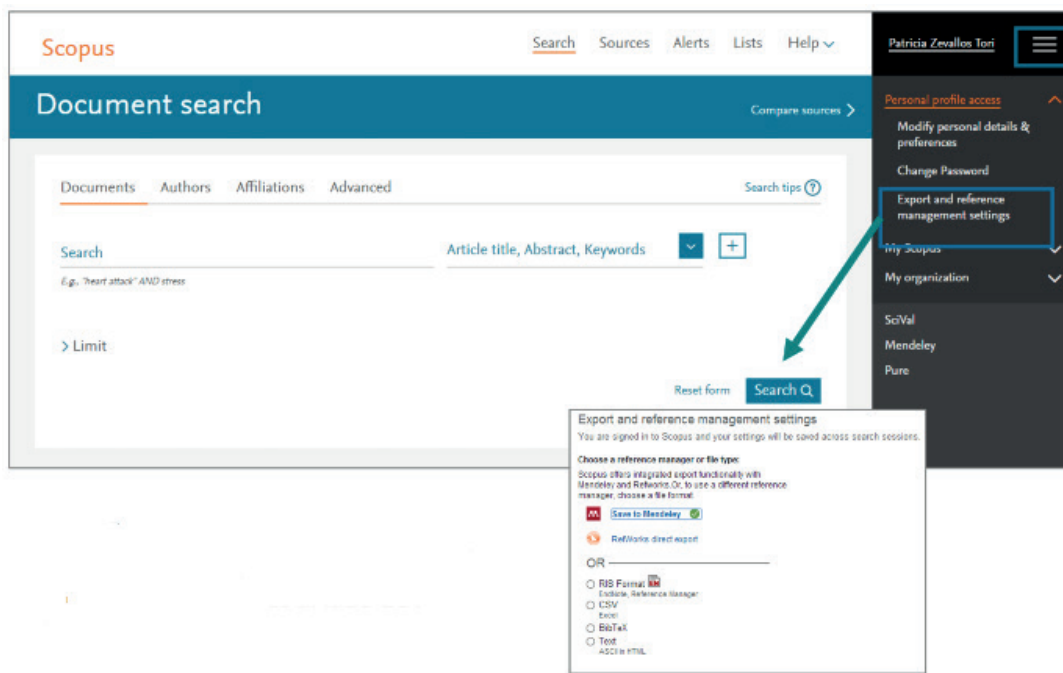 Scopus
Search Sources Alerts Lists Help
Patricia Zevallos Tori
Document search
Compare sources
Personal profile access
Modify personal details &
preferences
Change Password
Export and reference
management settings
My Scopus
My organization
SciVal
Mendeley
Pure
Documents Authors Affiliations Advanced
Search tips ?
Search
Article title, Abstract, Keywords
+
E.g., "heart attack" AND stress
> Limit
Reset form
Search
Export and reference management settings
You are signed in to Scopus and your settings will be saved across search sessions.
Choose a reference manager or file type:
Scopus offers integrated export functionality with
Mendeley and Refworks.Or, to use a different reference
manager, choose a file format.
Save to Mendeley
RefWorks direct export
OR
RIS Format
EndNote, Reference Manager
CSV
Excel
BibTeX
Text
ASCII in HTML